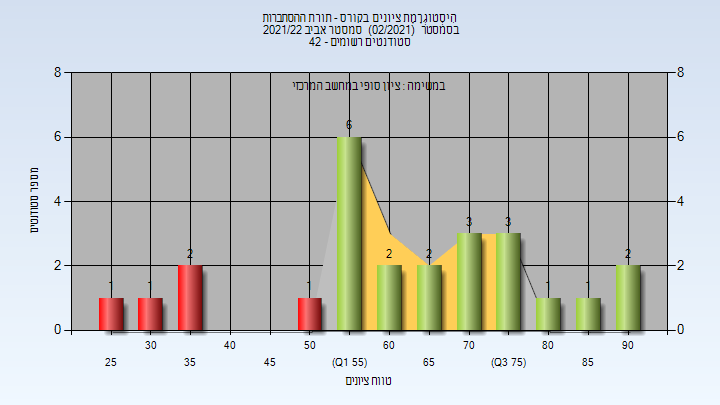 היסטוגרמת ציונים בקורס - תורת ההסתברות
בסמסטר (02/2021) סמסטר אביב 2021/22
סטודנטים רשומים - 42
במשימה : ציון סופי במחשב המרכזי
מספר סטודנטים
8 8
6 6
4 4
2 2
0 0
1 1 2 1 6 2 2 3 3 1 1 2
30 40 50 60 70 80 90
25 35 45 (Q1 55) 65 (Q3 75) 85
טווח ציונים